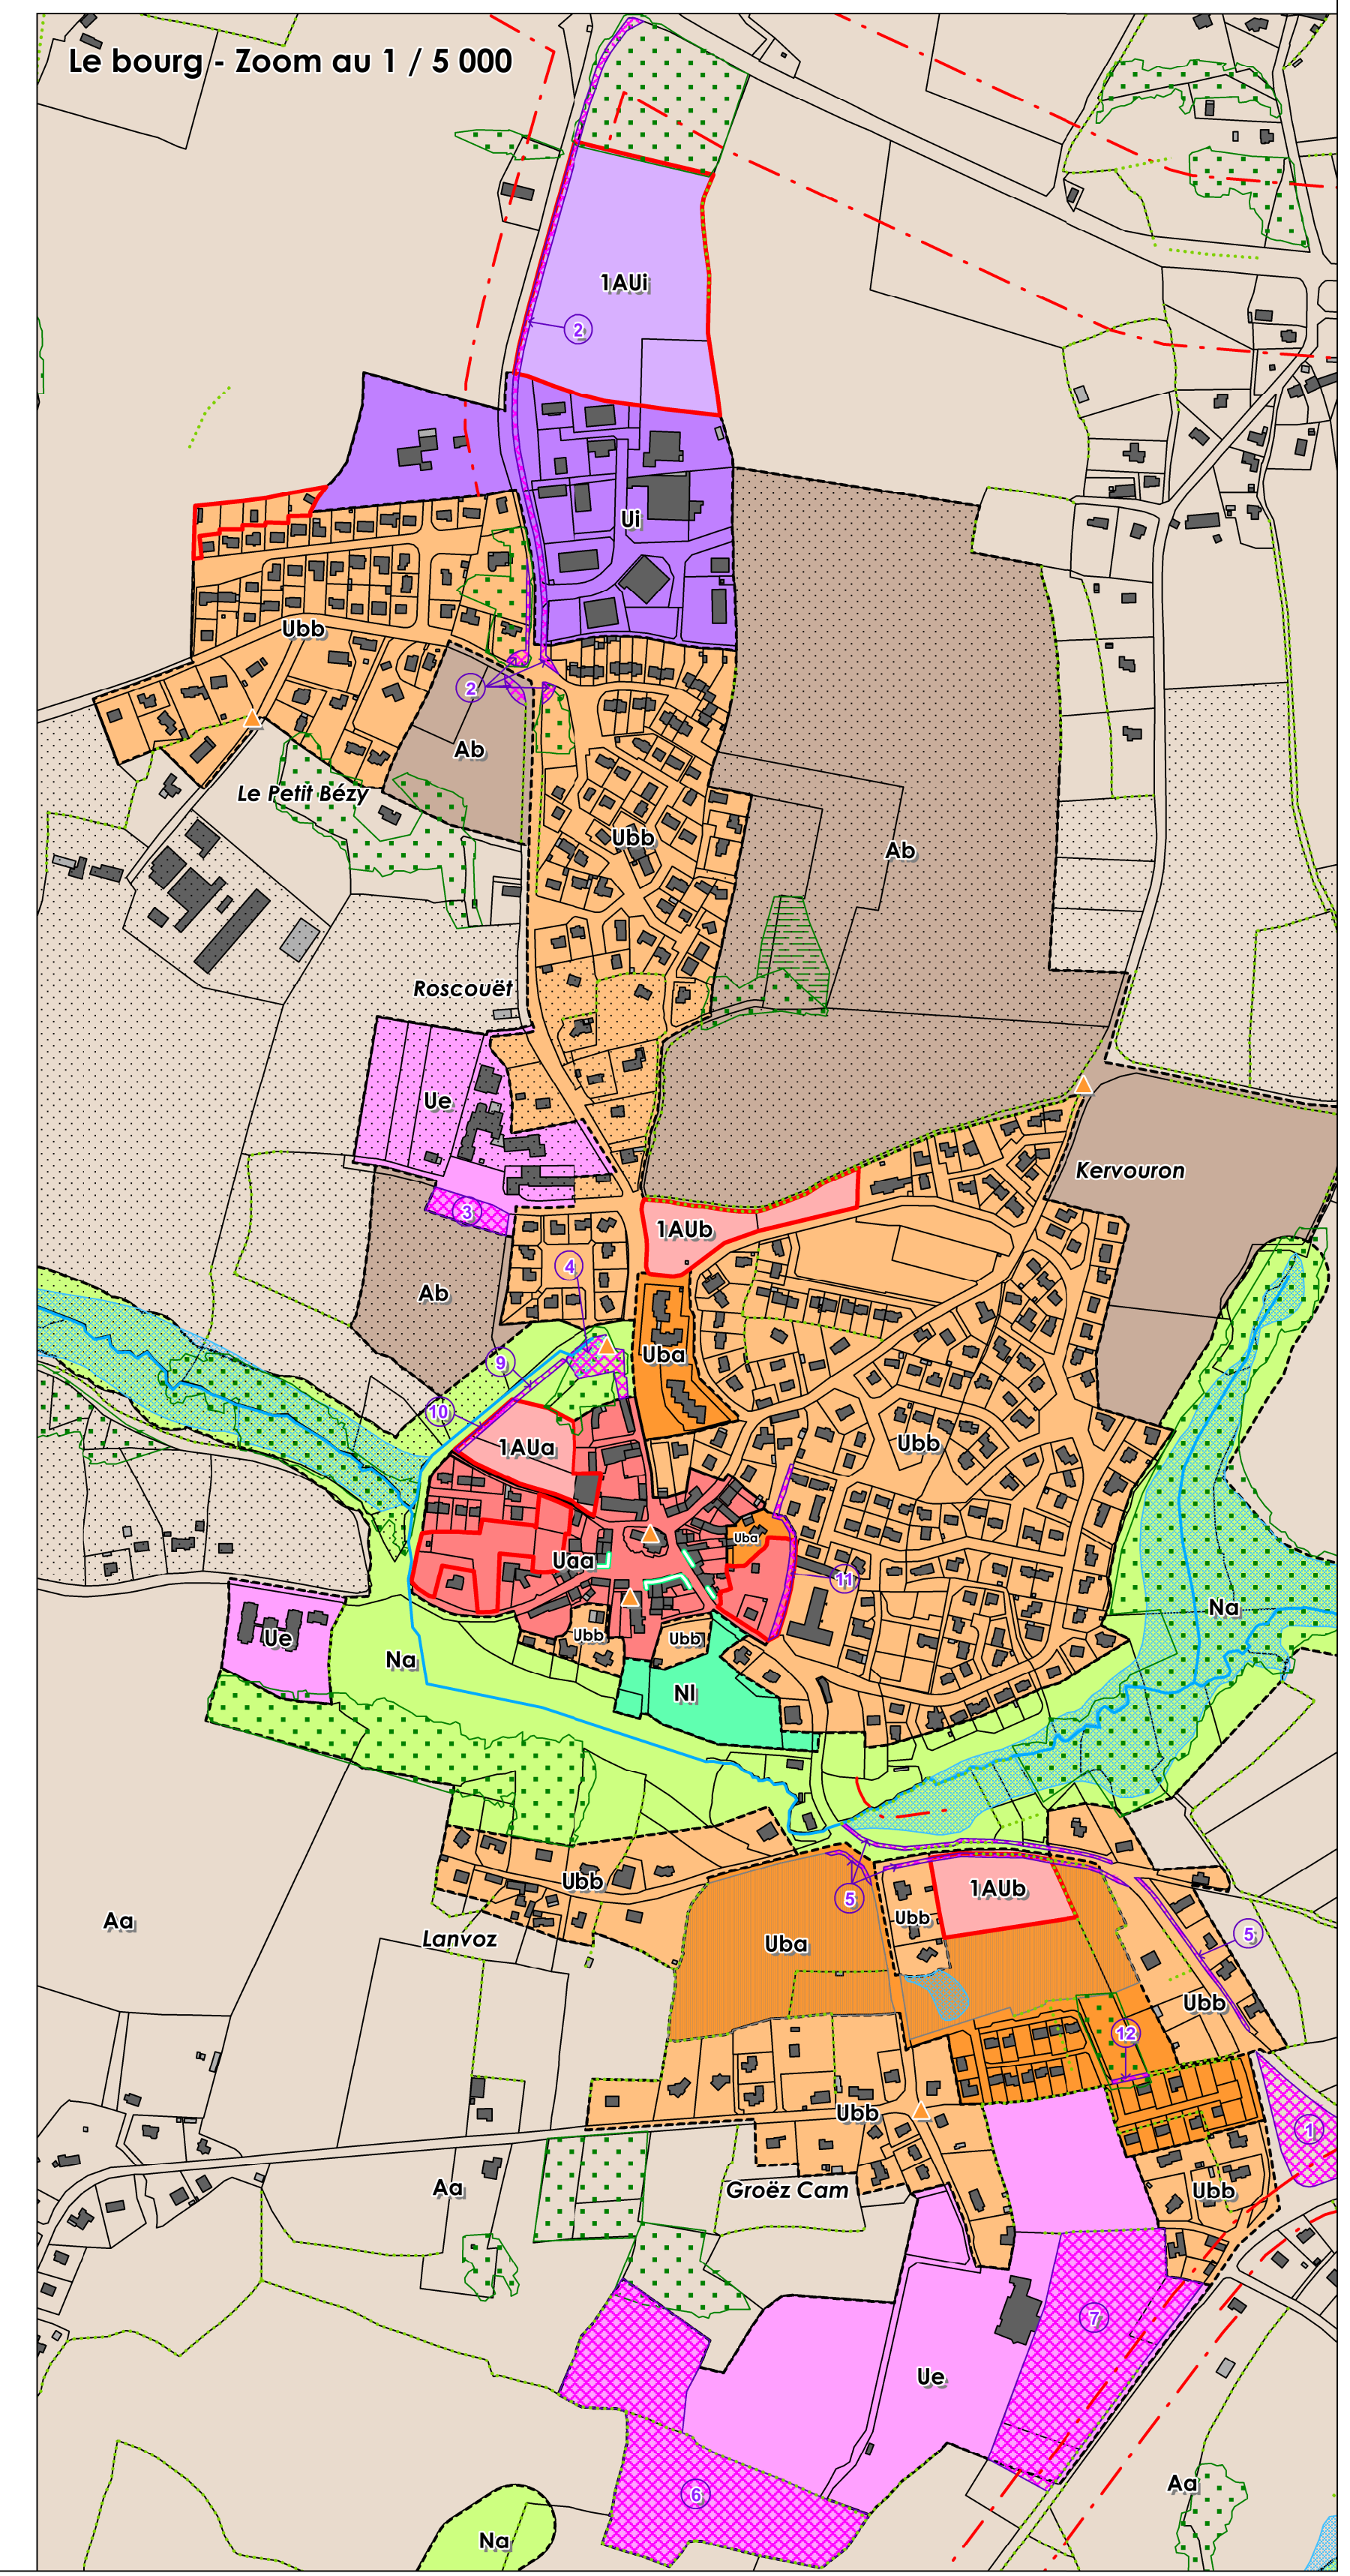 Le bourg - Zoom au 1 / 5 000
1AUi
2
Ui
Ubb
2
Ab
Le Petit Bézy
Ubb
Ab
Roscouët
Ue
Kervouron
3
1AUb
4
Ab
Uba
9
10
1AUa
Ubb
Uba
Uaa
11
Na
Ubb
Ubb
Ue
Na
Nl
Ubb
1AUb
5
Ubb
Aa
Lanvoz
Uba
5
Ubb
12
Ubb
1
Aa
Groëz Cam
Ubb
7
Ue
Aa
6
Na